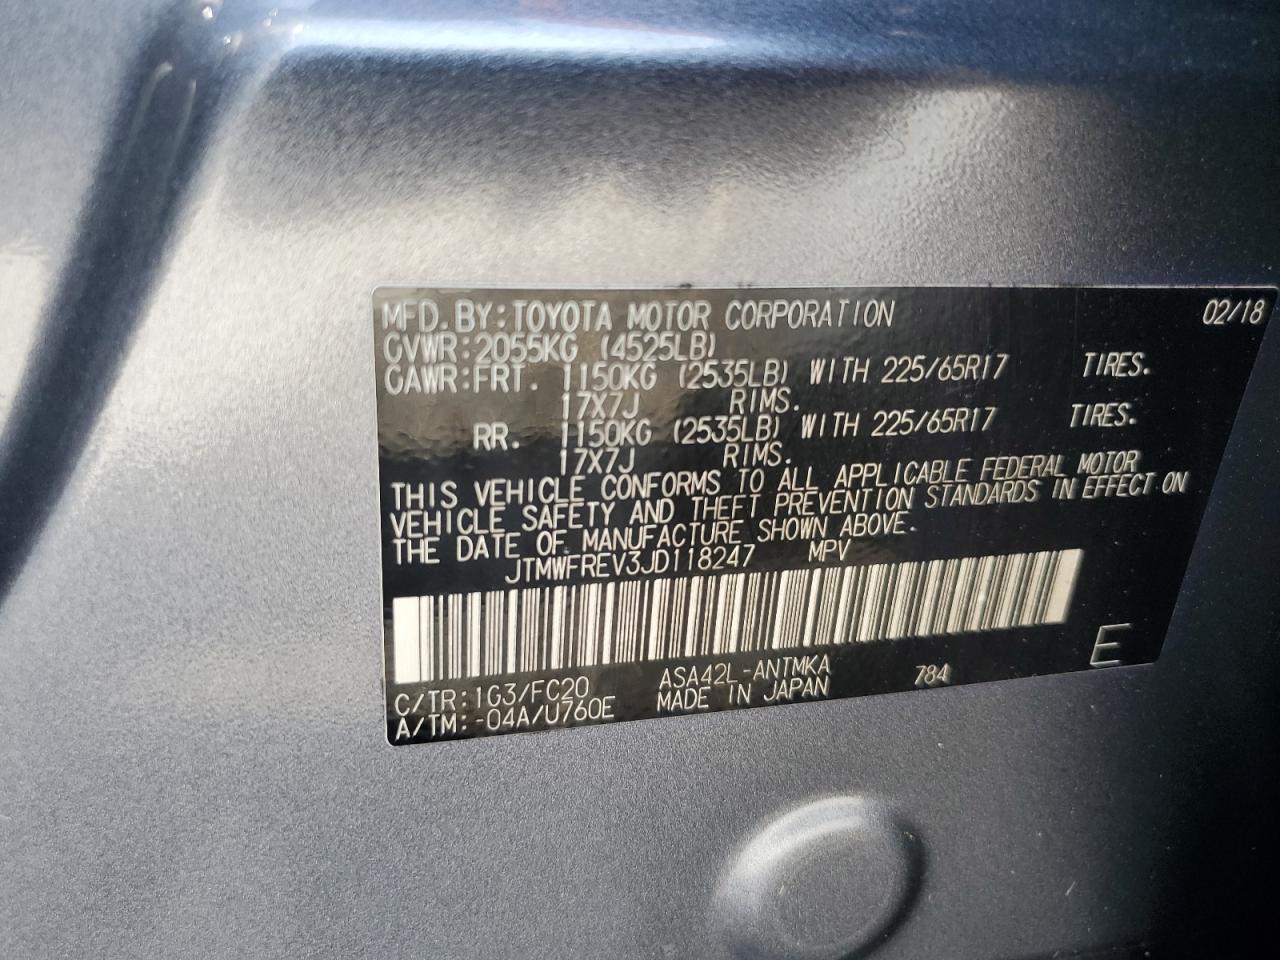 MFD. BY: TOYOTA MOTOR CORPORATION 02/18
GVWR: 2055KG (4525LB)
GAWR: FRT. 1150KG (2535LB) WITH 225/65R17 TIRES.
17X7J RIMS.
RR. 1150KG (2535LB) WITH 225/65R17 TIRES.
17X7J RIMS.
THIS VEHICLE CONFORMS TO ALL APPLICABLE FEDERAL MOTOR
VEHICLE SAFETY AND THEFT PREVENTION STANDARDS IN EFFECT ON
THE DATE OF MANUFACTURE SHOWN ABOVE.
JTMWFREV3JD118247 MPV
C/TR: 1G3/FC20 ASA42L-ANTMKA 784 E
A/TM: -04A/U760E MADE IN JAPAN